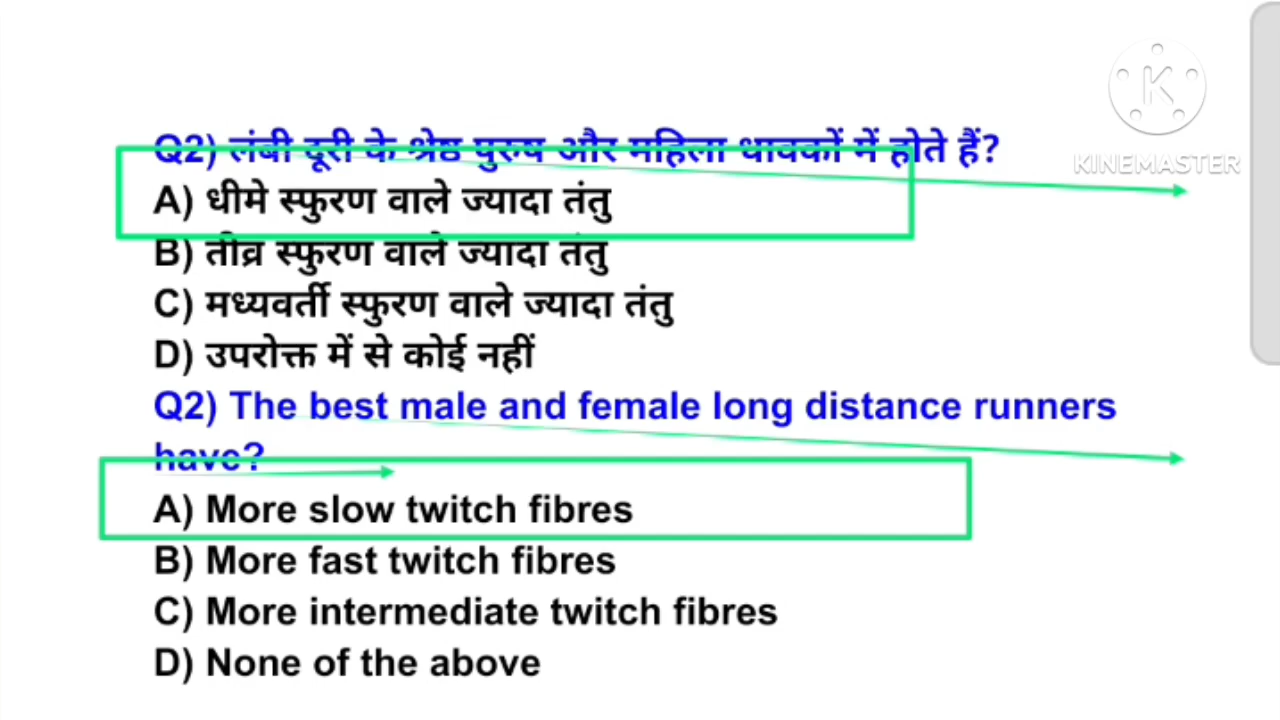 KINEMASTER
Q2) लंबी दूरी के श्रेष्ठ पुरुष और महिला धावकों में होते हैं?
A) धीमे स्फुरण वाले ज्यादा तंतु
B) तीव्र स्फुरण वाले ज्यादा तंतु
C) मध्यवर्ती स्फुरण वाले ज्यादा तंतु
D) उपरोक्त में से कोई नहीं
Q2) The best male and female long distance runners
have?
A) More slow twitch fibres
B) More fast twitch fibres
C) More intermediate twitch fibres
D) None of the above